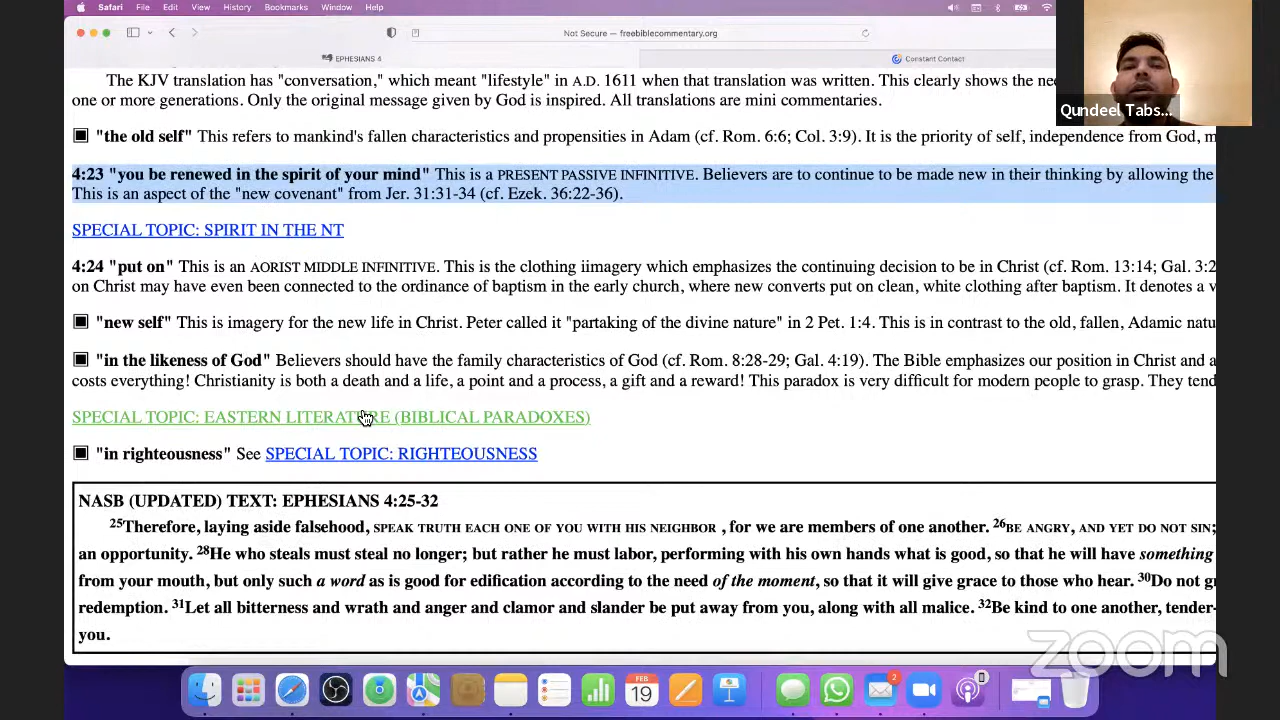 Safari File Edit View History Bookmarks Window Help
Not Secure — freebiblecommentary.org
EPHESIANS 4
Constant Contact
The KJV translation has "conversation," which meant "lifestyle" in A.D. 1611 when that translation was written. This clearly shows the nee
one or more generations. Only the original message given by God is inspired. All translations are mini commentaries.
"the old self" This refers to mankind's fallen characteristics and propensities in Adam (cf. Rom. 6:6; Col. 3:9). It is the priority of self, independence from God, m
4:23 "you be renewed in the spirit of your mind" This is a PRESENT PASSIVE INFINITIVE. Believers are to continue to be made new in their thinking by allowing the
This is an aspect of the "new covenant" from Jer. 31:31-34 (cf. Ezek. 36:22-36).
SPECIAL TOPIC: SPIRIT IN THE NT
4:24 "put on" This is an AORIST MIDDLE INFINITIVE. This is the clothing iimagery which emphasizes the continuing decision to be in Christ (cf. Rom. 13:14; Gal. 3:2
on Christ may have even been connected to the ordinance of baptism in the early church, where new converts put on clean, white clothing after baptism. It denotes a v
"new self" This is imagery for the new life in Christ. Peter called it "partaking of the divine nature" in 2 Pet. 1:4. This is in contrast to the old, fallen, Adamic natu
"in the likeness of God" Believers should have the family characteristics of God (cf. Rom. 8:28-29; Gal. 4:19). The Bible emphasizes our position in Christ and a
costs everything! Christianity is both a death and a life, a point and a process, a gift and a reward! This paradox is very difficult for modern people to grasp. They tend
SPECIAL TOPIC: EASTERN LITERATURE (BIBLICAL PARADOXES)
"in righteousness" See SPECIAL TOPIC: RIGHTEOUSNESS
NASB (UPDATED) TEXT: EPHESIANS 4:25-32
25Therefore, laying aside falsehood, SPEAK TRUTH EACH ONE OF YOU WITH HIS NEIGHBOR , for we are members of one another. 26BE ANGRY, AND YET DO NOT SIN;
an opportunity. 28He who steals must steal no longer; but rather he must labor, performing with his own hands what is good, so that he will have something
from your mouth, but only such a word as is good for edification according to the need of the moment, so that it will give grace to those who hear. 30Do not gr
redemption. 31Let all bitterness and wrath and anger and clamor and slander be put away from you, along with all malice. 32Be kind to one another, tender-
you.
Qundeel Tabs...
FEB
19
2
zoom